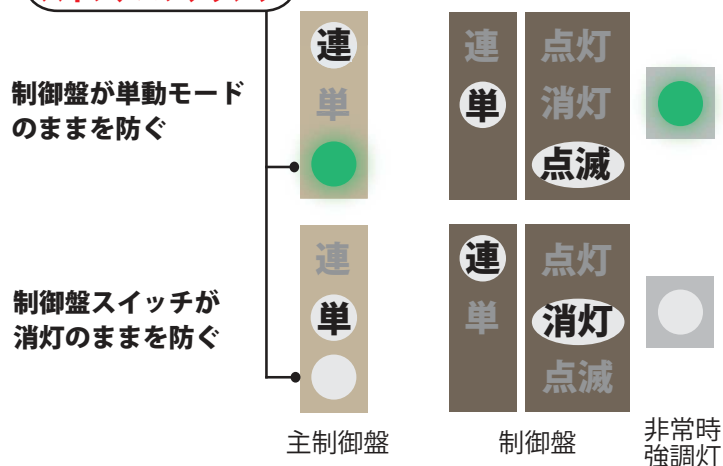 連
単
連
単
点灯
消灯
点滅
制御盤が単動モード
のままを防ぐ
連
単
連
単
点灯
消灯
点滅
制御盤スイッチが
消灯のままを防ぐ
主制御盤
制御盤
非常時
強調灯